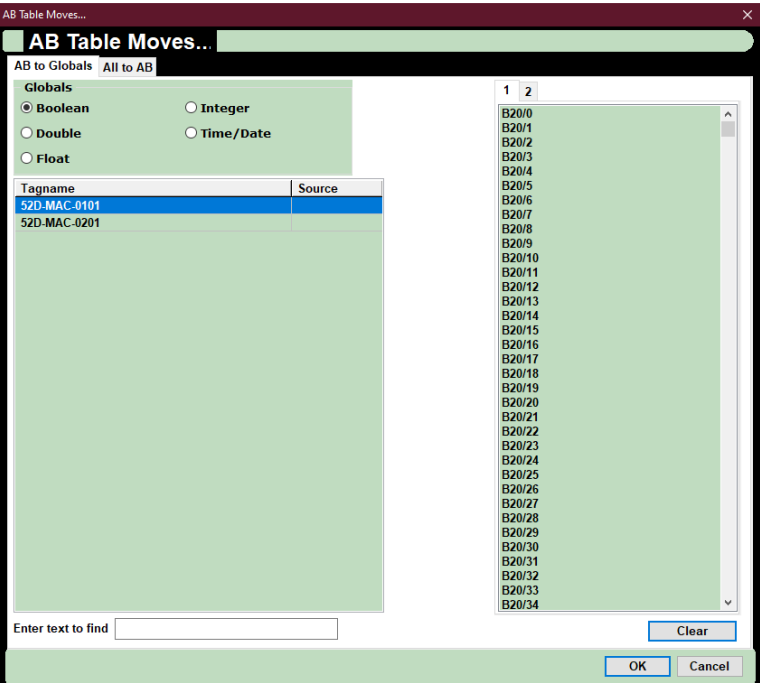 AB Table Moves...
AB Table Moves...
AB to Globals All to AB
Globals
Boolean Integer
Double Time/Date
Float
Tagname Source
52D-MAC-0101
52D-MAC-0201
1 2
B20/0
B20/1
B20/2
B20/3
B20/4
B20/5
B20/6
B20/7
B20/8
B20/9
B20/10
B20/11
B20/12
B20/13
B20/14
B20/15
B20/16
B20/17
B20/18
B20/19
B20/20
B20/21
B20/22
B20/23
B20/24
B20/25
B20/26
B20/27
B20/28
B20/29
B20/30
B20/31
B20/32
B20/33
B20/34
Enter text to find
Clear
OK Cancel